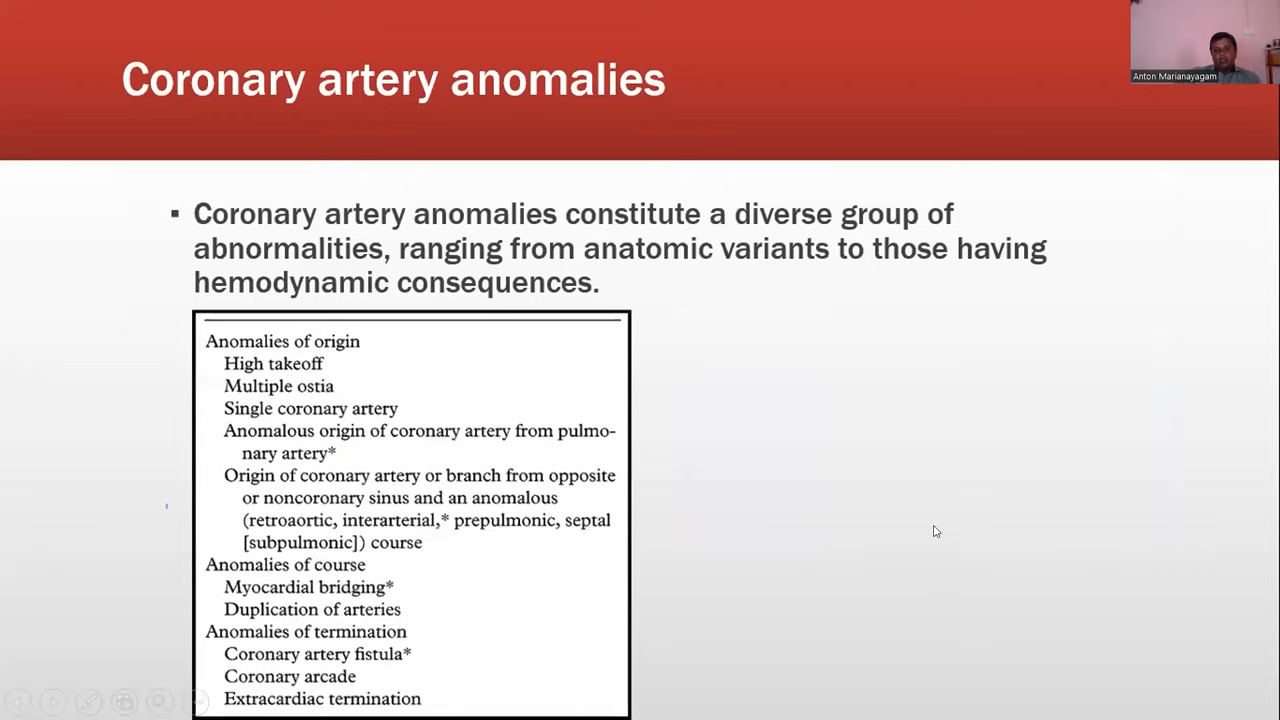 Coronary artery anomalies
Anton Marianayagam
▪ Coronary artery anomalies constitute a diverse group of
abnormalities, ranging from anatomic variants to those having
hemodynamic consequences.
Anomalies of origin
High takeoff
Multiple ostia
Single coronary artery
Anomalous origin of coronary artery from pulmo-
nary artery*
Origin of coronary artery or branch from opposite
or noncoronary sinus and an anomalous
(retroaortic, interarterial,* prepulmonic, septal
[subpulmonic]) course
Anomalies of course
Myocardial bridging*
Duplication of arteries
Anomalies of termination
Coronary artery fistula*
Coronary arcade
Extracardiac termination